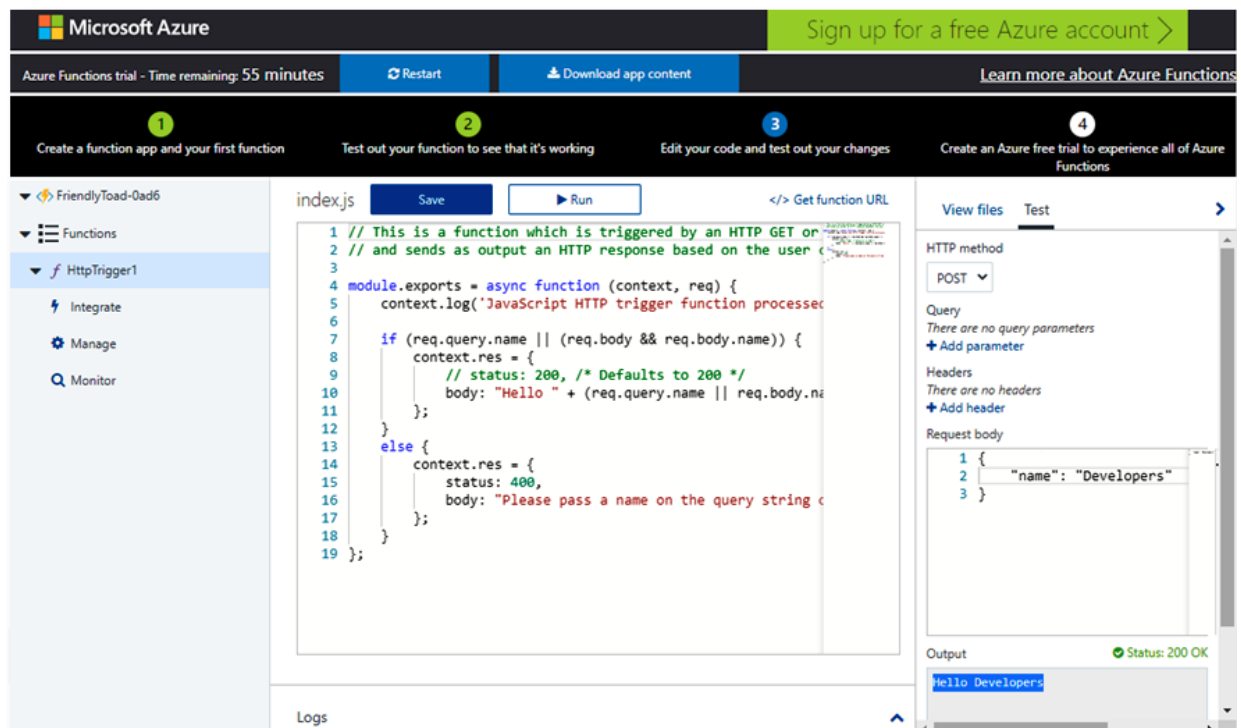 Microsoft Azure
Sign up for a free Azure account
Azure Functions trial - Time remaining: 55 minutes
Restart
Download app content
Learn more about Azure Functions
1
2
3
4
Create a function app and your first function
Test out your function to see that it's working
Edit your code and test out your changes
Create an Azure free trial to experience all of Azure
Functions
FriendlyToad-0ad6
Functions
HttpTrigger1
Integrate
Manage
Monitor
index.js
Save
Run
</> Get function URL
1 // This is a function which is triggered by an HTTP GET or
2 // and sends as output an HTTP response based on the user
3
4 module.exports = async function (context, req) {
5 context.log('JavaScript HTTP trigger function processed
6
7 if (req.query.name || (req.body && req.body.name)) {
8 context.res = {
9 // status: 200, /* Defaults to 200 */
10 body: "Hello " + (req.query.name || req.body.na
11 };
12 }
13 else {
14 context.res = {
15 status: 400,
16 body: "Please pass a name on the query string
17 };
18 }
19 };
Logs
View files
Test
HTTP method
POST
Query
There are no query parameters
+ Add parameter
Headers
There are no headers
+ Add header
Request body
1 {
2 "name": "Developers"
3 }
Output
Status: 200 OK
Hello Developers